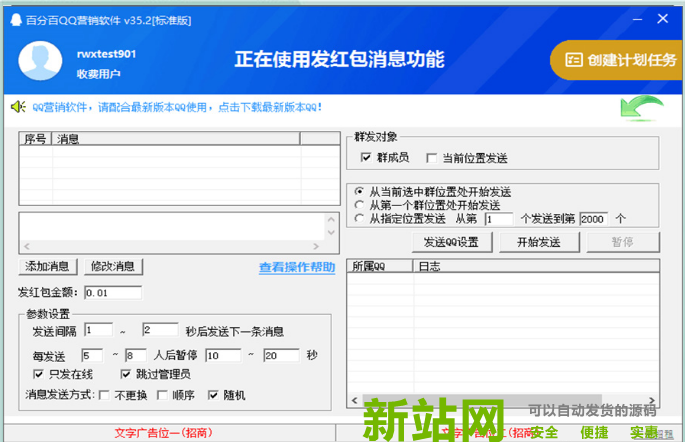 百分百QQ营销软件 v35.2[标准版]
rwxtest901
收费用户
正在使用发红包消息功能
创建计划任务
QQ营销软件，请配合最新版本QQ使用，点击下载最新版本QQ!
序号 消息
添加消息 修改消息 查看操作帮助
发红包金额: 0.01
参数设置
发送间隔 1 ~ 2 秒后发送下一条消息
每发送 5 ~ 8 人后暂停 10 ~ 20 秒
只发在线 跳过管理员
消息发送方式: 不更换 顺序 随机
群发对象
群成员 当前位置发送
从当前选中群位置处开始发送
从第一个群位置处开始发送
从指定位置发送 从第 1 个发送到第 2000 个
发送QQ设置 开始发送 暂停
所属QQ 日志
文字广告位一(招商)
新站网
可以自动发货的源码
安全 便捷 实惠